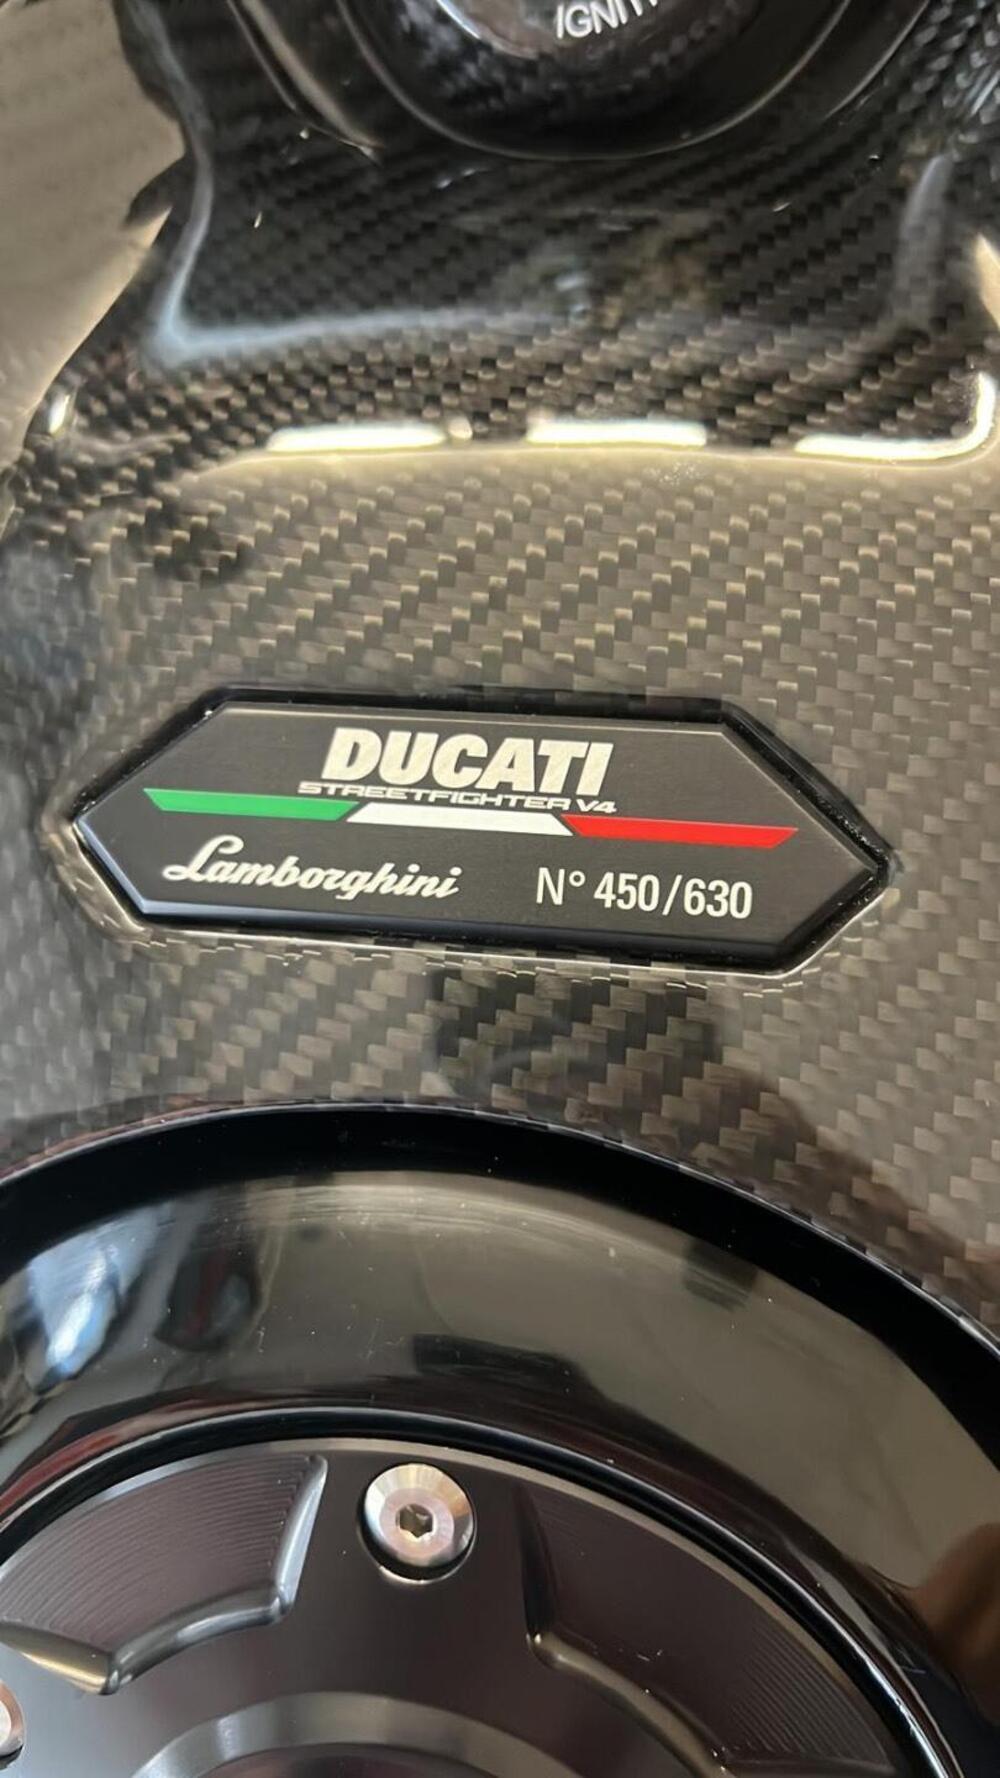 DUCATI
STREETFIGHTER V4
Lamborghini
N° 450/630